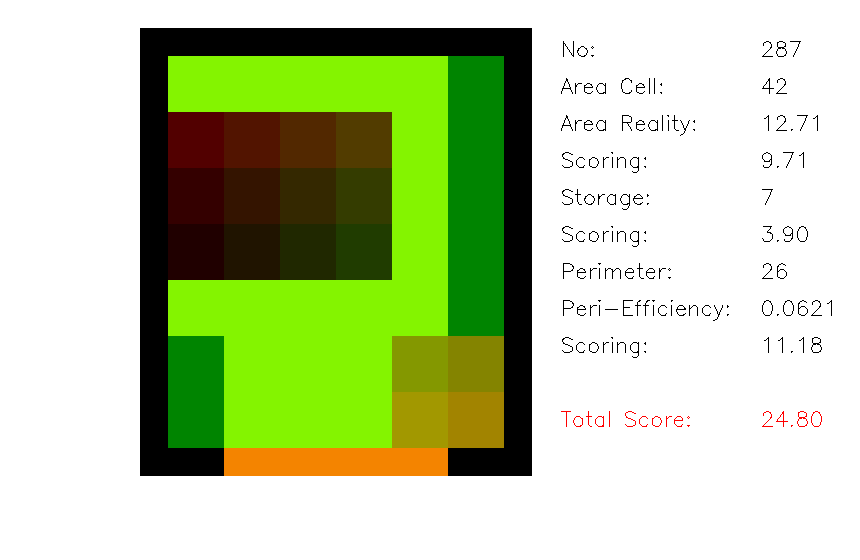 No: 287
Area Cell: 42
Area Reality: 12.71
Scoring: 9.71
Storage: 7
Scoring: 3.90
Perimeter: 26
Peri-Efficiency: 0.0621
Scoring: 11.18
Total Score: 24.80